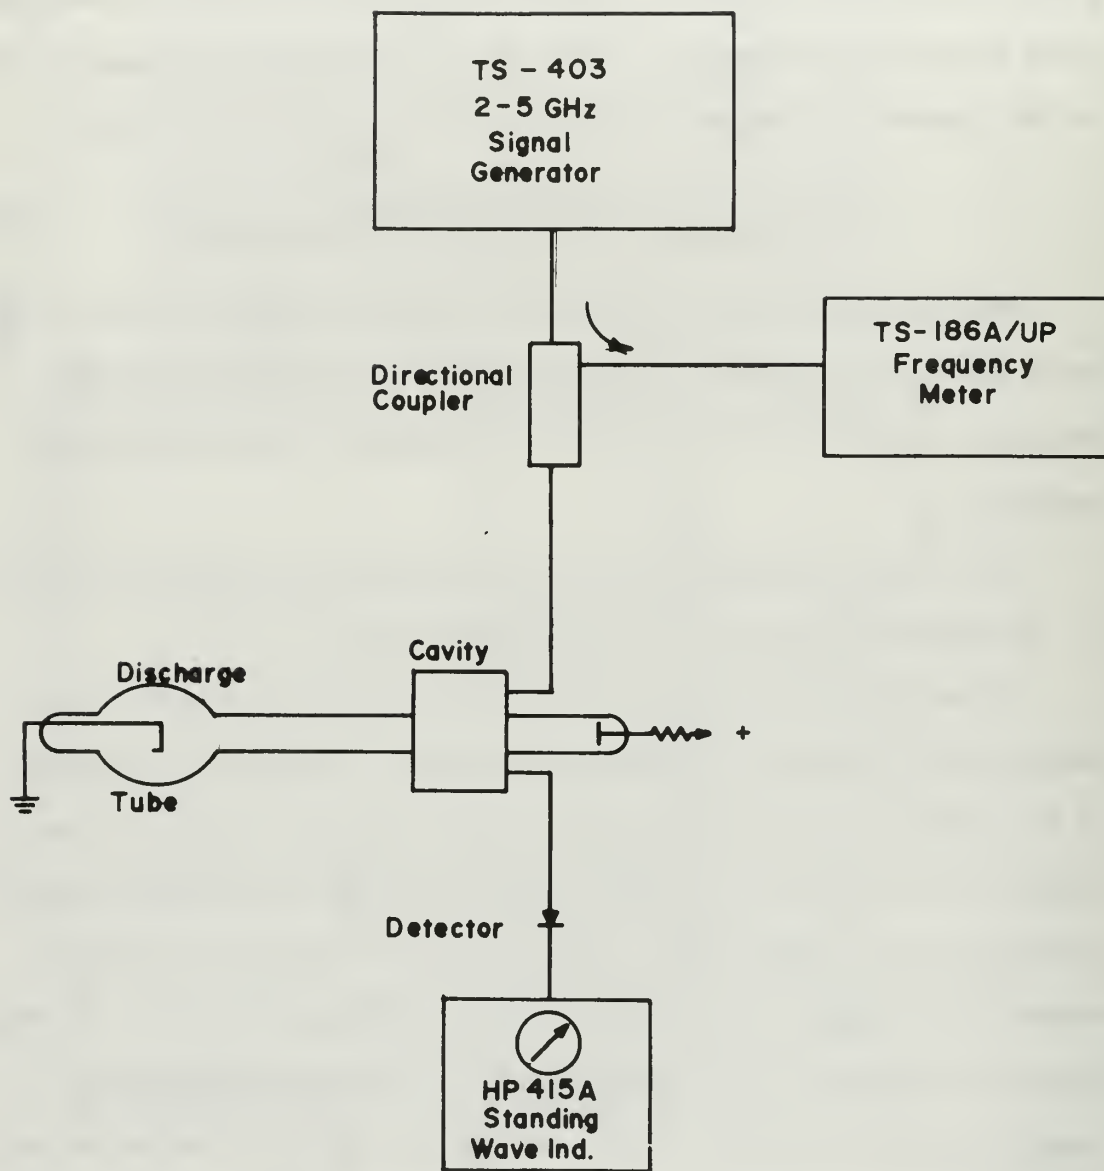 TS - 403
2-5 GHz
Signal
Generator
Directional
Coupler
TS-186A/UP
Frequency
Meter
Cavity
Discharge
Tube
+
Detector
HP 415A
Standing
Wave Ind.